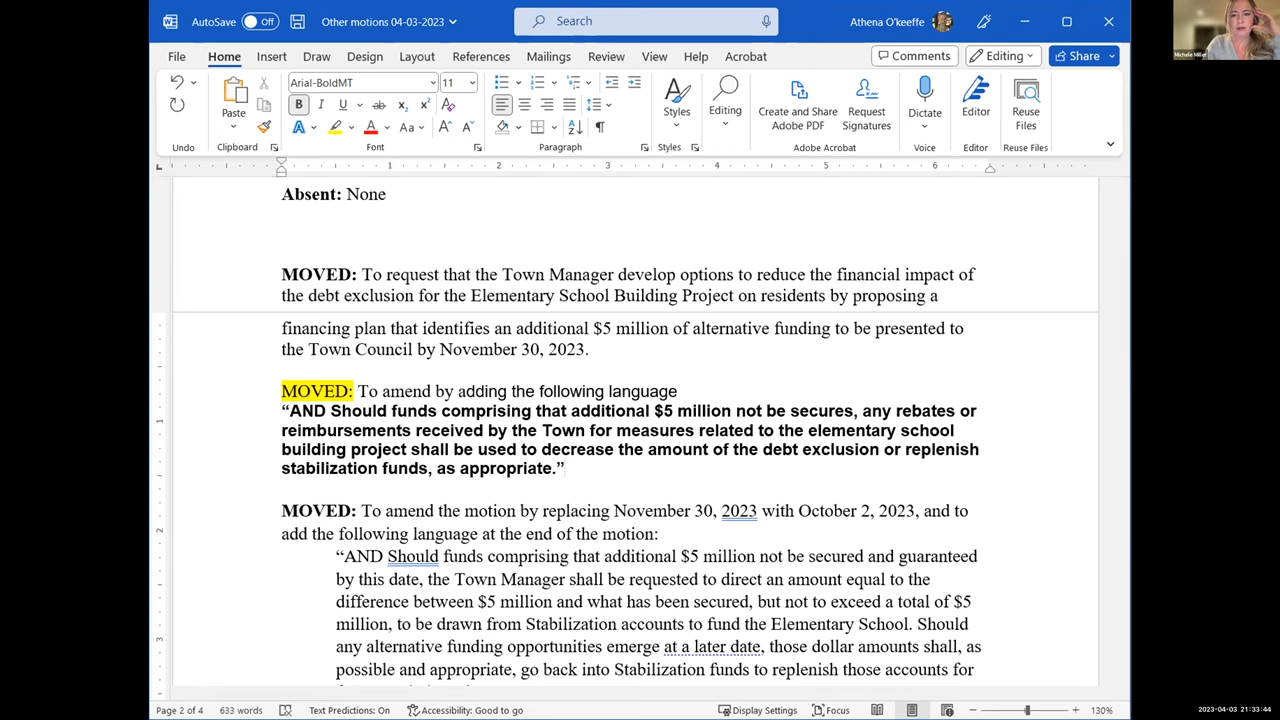 AutoSave Off Other motions 04-03-2023 Search Athena O'keeffe
Michele Miller
File Home Insert Draw Design Layout References Mailings Review View Help Acrobat Comments Editing Share
Arial-BoldMT 11
Paste Styles Editing Create and Share Adobe PDF Request Signatures Dictate Editor Reuse Files
B I U ab x₂ x² A A Aa A A
Undo Clipboard Font Paragraph Styles Adobe Acrobat Voice Editor Reuse Files
1 2 3 4 5 6
Absent: None
MOVED: To request that the Town Manager develop options to reduce the financial impact of
the debt exclusion for the Elementary School Building Project on residents by proposing a
financing plan that identifies an additional $5 million of alternative funding to be presented to
the Town Council by November 30, 2023.
MOVED: To amend by adding the following language
“AND Should funds comprising that additional $5 million not be secures, any rebates or
reimbursements received by the Town for measures related to the elementary school
building project shall be used to decrease the amount of the debt exclusion or replenish
stabilization funds, as appropriate.”
MOVED: To amend the motion by replacing November 30, 2023 with October 2, 2023, and to
add the following language at the end of the motion:
“AND Should funds comprising that additional $5 million not be secured and guaranteed
by this date, the Town Manager shall be requested to direct an amount equal to the
difference between $5 million and what has been secured, but not to exceed a total of $5
million, to be drawn from Stabilization accounts to fund the Elementary School. Should
any alternative funding opportunities emerge at a later date, those dollar amounts shall, as
possible and appropriate, go back into Stabilization funds to replenish those accounts for
1
2
3
Page 2 of 4 633 words Text Predictions: On Accessibility: Good to go Display Settings Focus 130%
2023-04-03 21:33:44